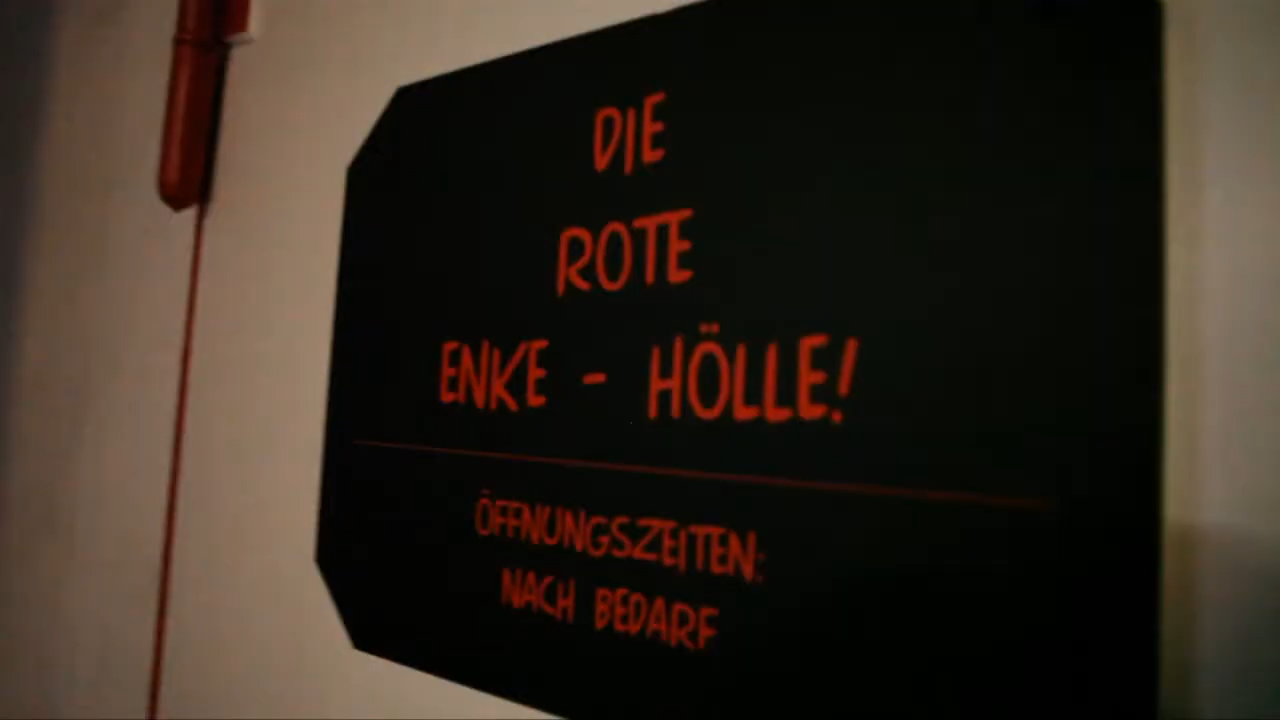 DIE
ROTE
ENKE - HÖLLE!
ÖFFNUNGSZEITEN:
NACH BEDARF